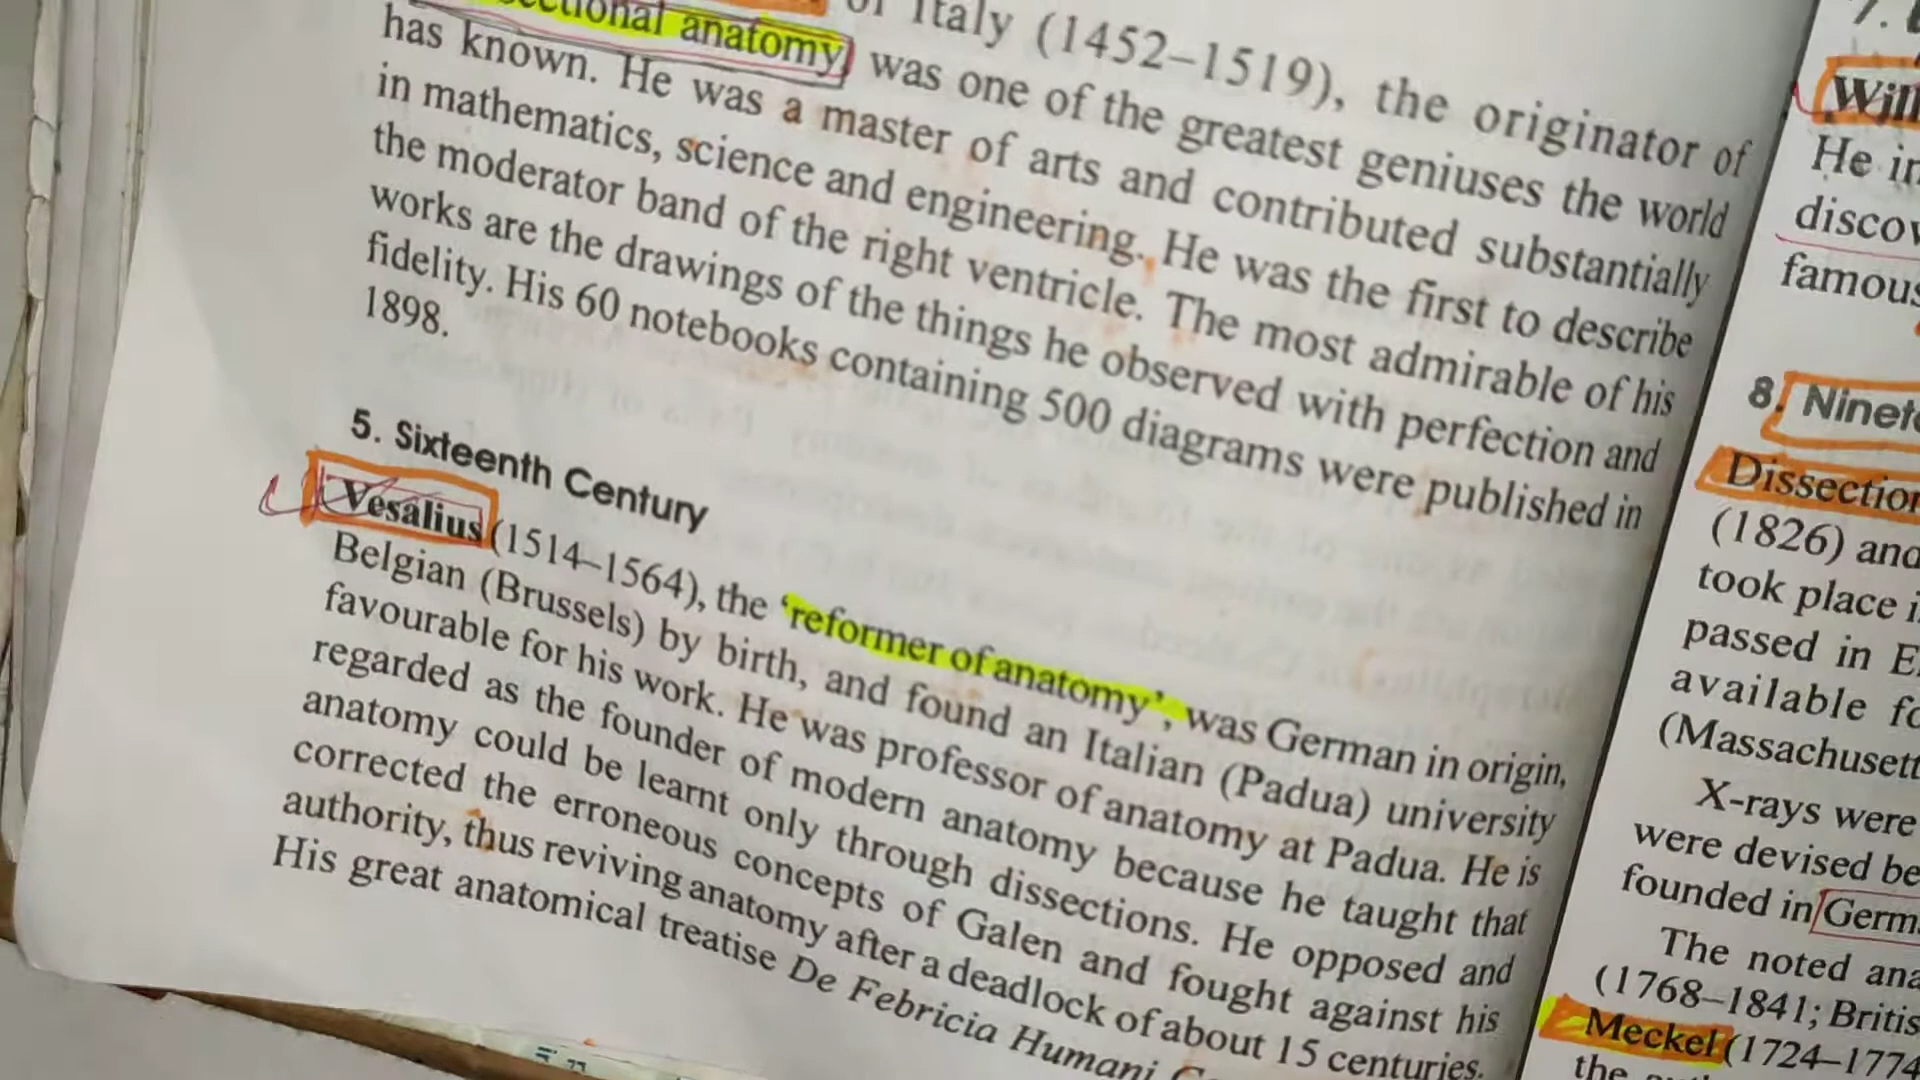 of Italy (1452–1519), the originator of
anatomy, was one of the greatest geniuses the world
has known. He was a master of arts and contributed substantially
in mathematics, science and engineering. He was the first to describe
the moderator band of the right ventricle. The most admirable of his
works are the drawings of the things he observed with perfection and
fidelity. His 60 notebooks containing 500 diagrams were published in
1898.
5. Sixteenth Century
Vesalius (1514–1564), the ‘reformer of anatomy’, was German in origin,
Belgian (Brussels) by birth, and found an Italian (Padua) university
favourable for his work. He was professor of anatomy at Padua. He is
regarded as the founder of modern anatomy because he taught that
anatomy could be learnt only through dissections. He opposed and
corrected the erroneous concepts of Galen and fought against his
authority, thus reviving anatomy after a deadlock of about 15 centuries.
His great anatomical treatise De Febricia Humani
7.
Will
He in
discov
famous
8. Ninete
Dissection
(1826) and
took place i
passed in E
available fo
(Massachusett
X-rays were
were devised be
founded in Germ
The noted ana
(1768–1841; Britis
Meckel (1724–1774
the